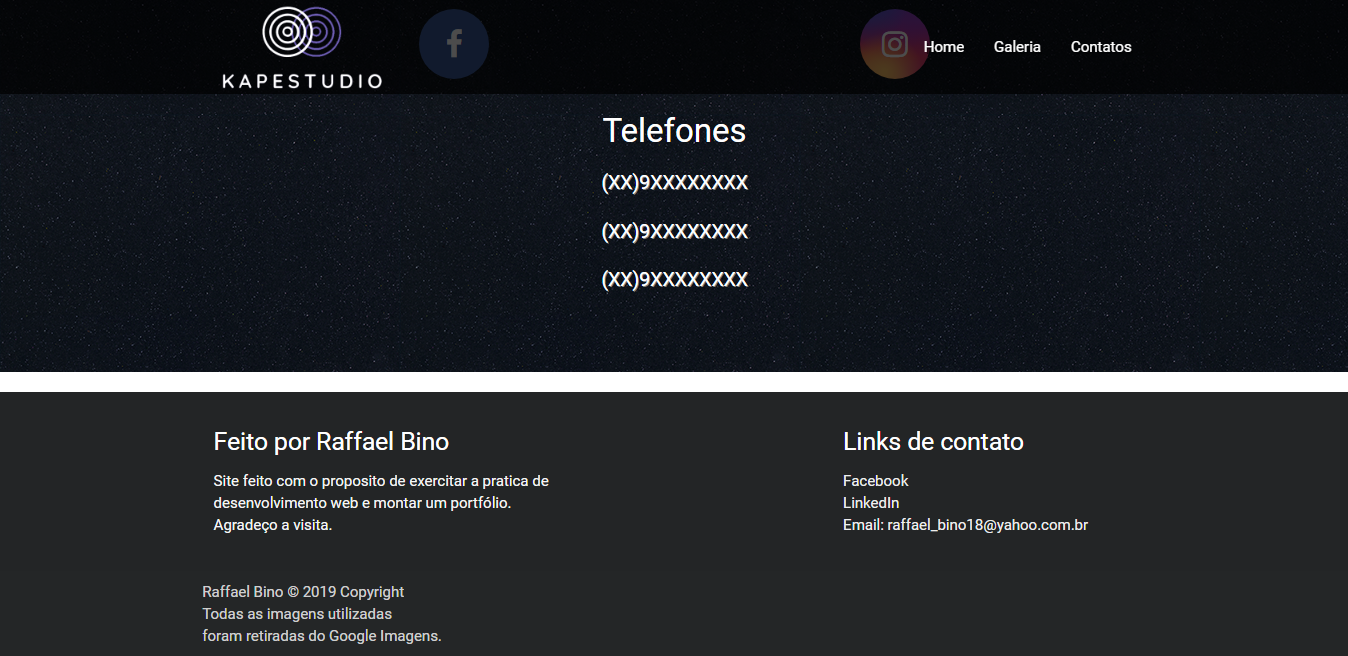 KAPESTUDIO
Home Galeria Contatos
Telefones
(XX)9XXXXXXXX
(XX)9XXXXXXXX
(XX)9XXXXXXXX
Feito por Raffael Bino
Site feito com o proposito de exercitar a pratica de
desenvolvimento web e montar um portfólio.
Agradeço a visita.
Links de contato
Facebook
LinkedIn
Email: raffael_bino18@yahoo.com.br
Raffael Bino © 2019 Copyright
Todas as imagens utilizadas
foram retiradas do Google Imagens.